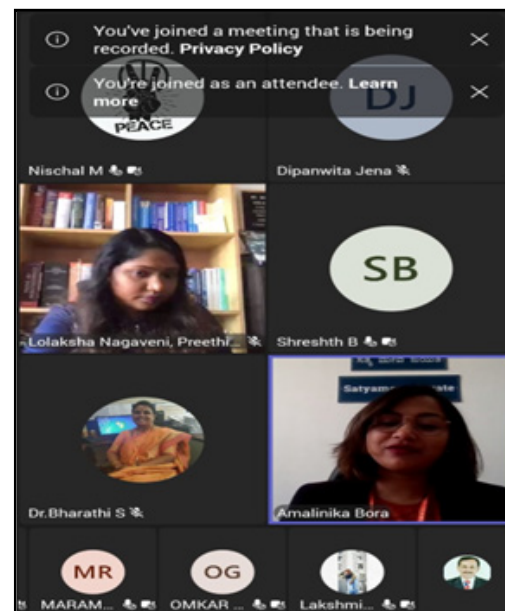 You've joined a meeting that is being
recorded. Privacy Policy
You're joined as an attendee. Learn
more
DJ
PEACE
Nischal M
Dipanwita Jena
SB
Lolaksha Nagaveni, Preethi...
Shreshth B
Dr.Bharathi S
Amalinika Bora
MR
OG
MARAM...
OMKAR ...
Lakshmi...